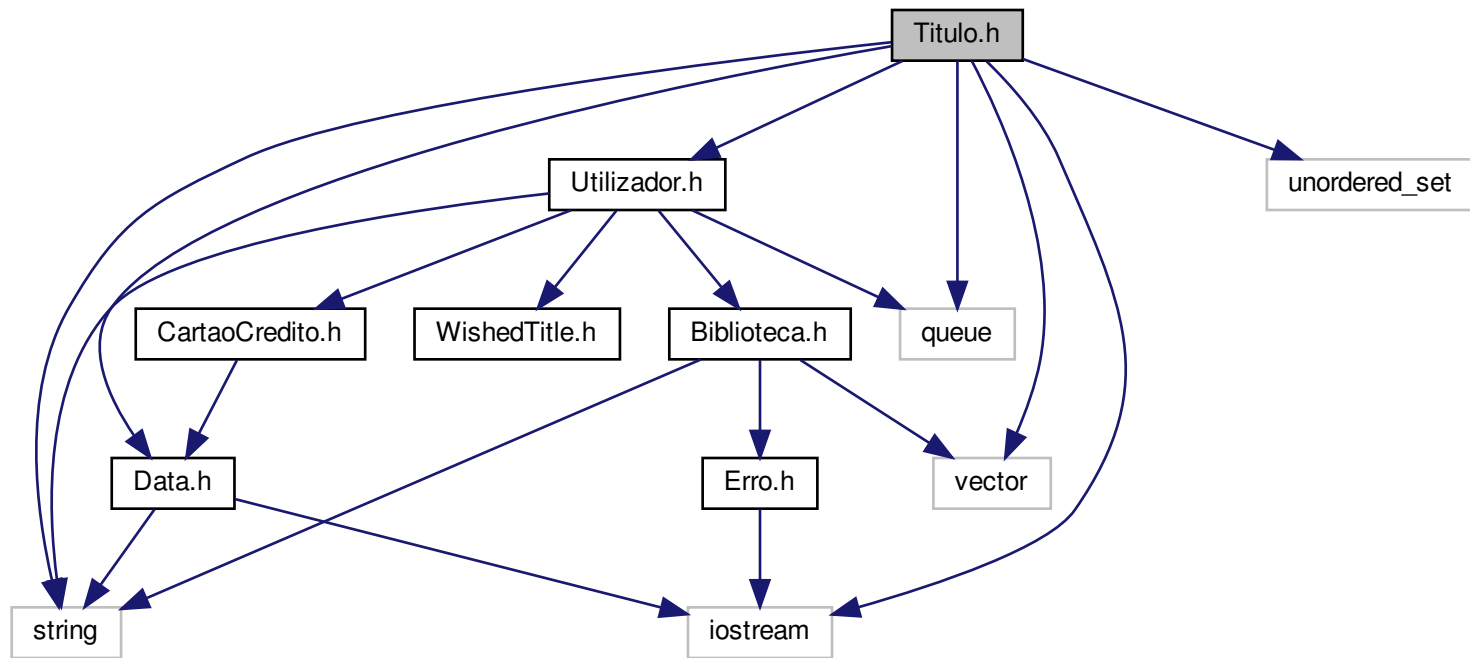 Titulo.h
Utilizador.h
unordered_set
CartaoCredito.h
WishedTitle.h
Biblioteca.h
queue
Data.h
Erro.h
vector
string
iostream